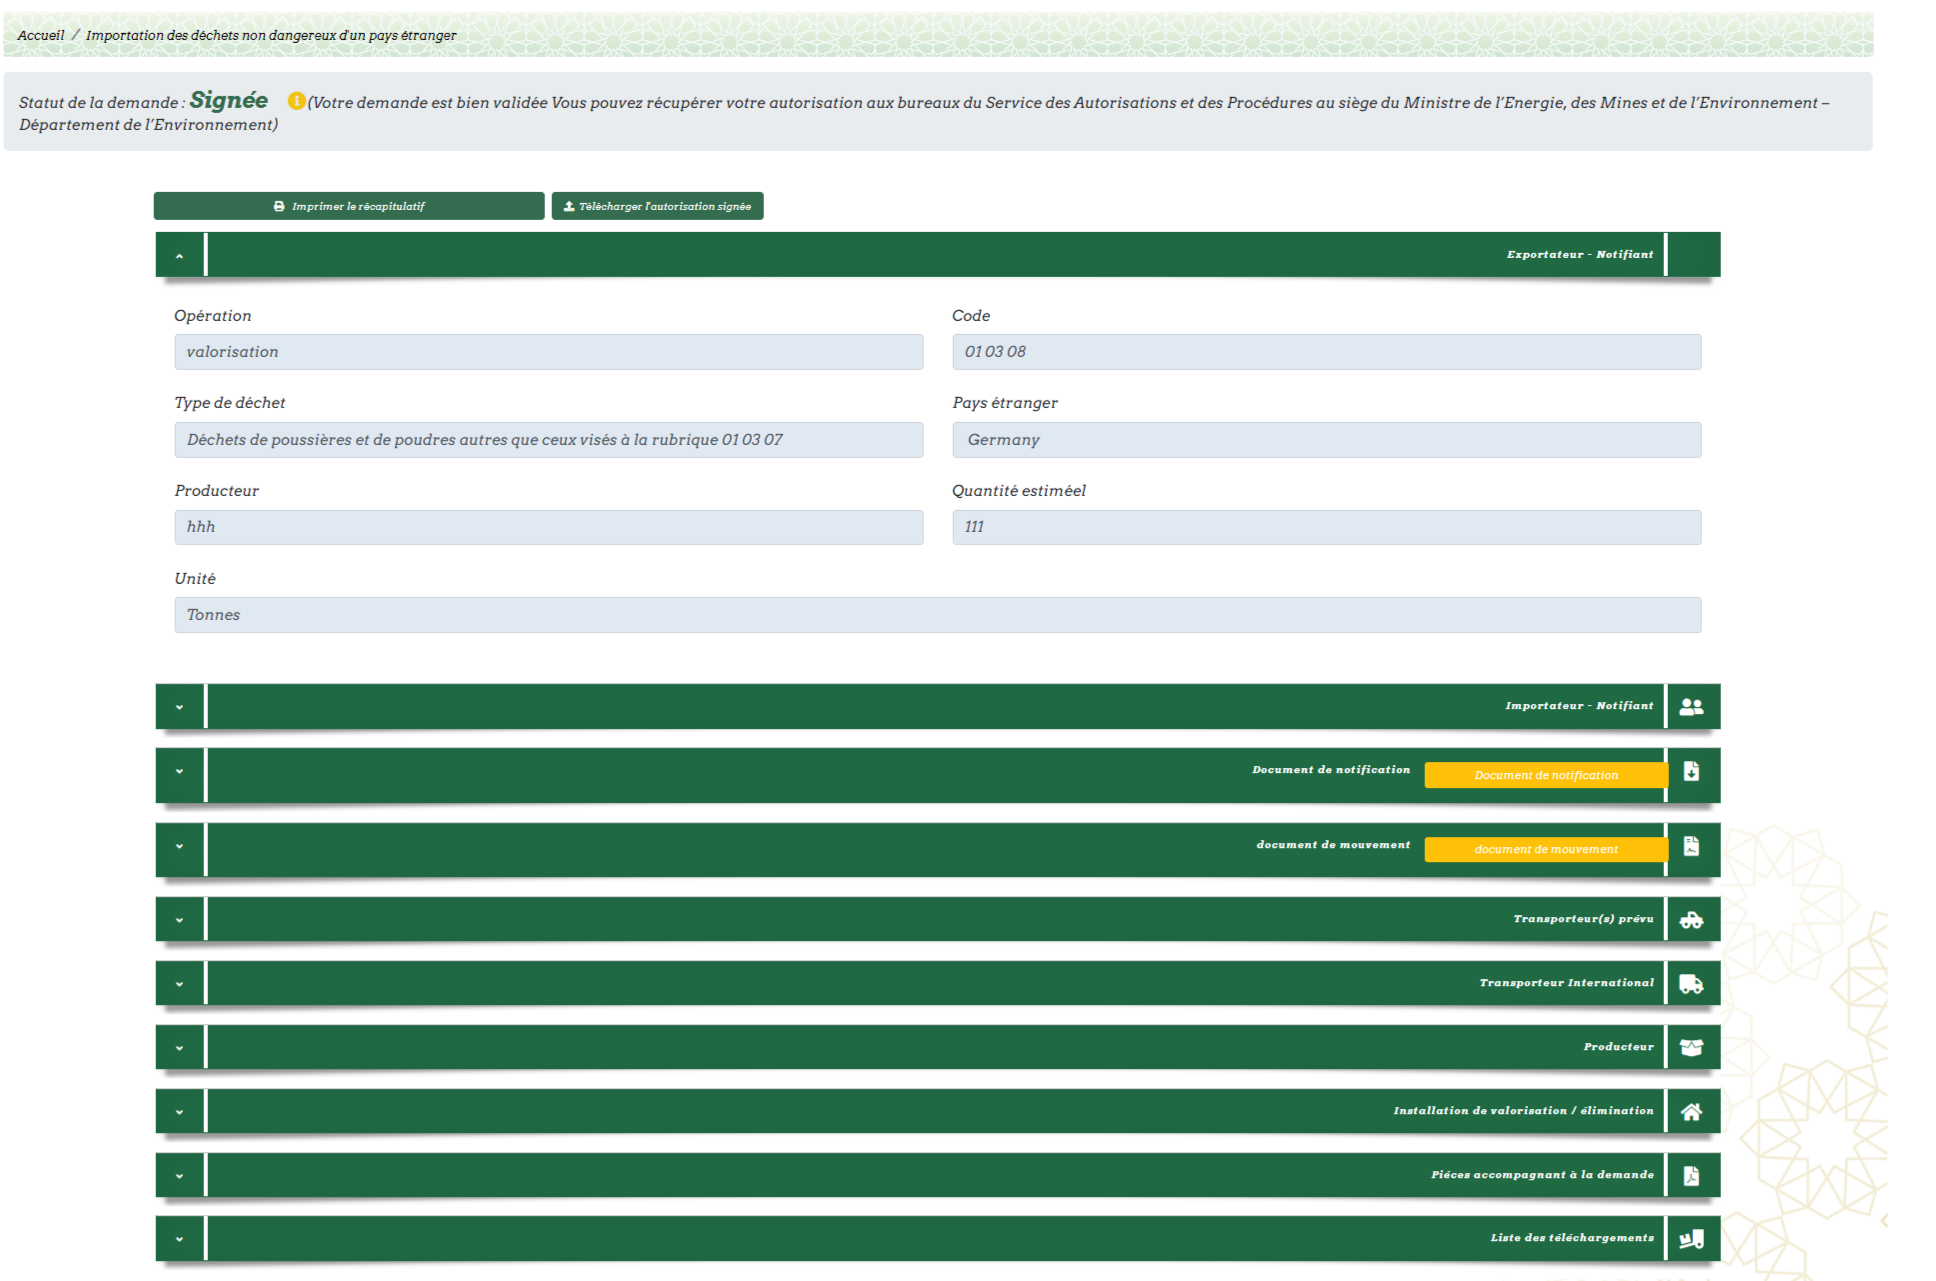 Accueil / Importation des déchets non dangereux d'un pays étranger
Statut de la demande : Signée (Votre demande est bien validée Vous pouvez récupérer votre autorisation aux bureaux du Service des Autorisations et des Procédures au siège du Ministre de l'Energie, des Mines et de l'Environnement –
Département de l'Environnement)
Imprimer le récapitulatif Télécharger l'autorisation signée
Exportateur - Notifiant
Opération Code
valorisation 01 03 08
Type de déchet Pays étranger
Déchets de poussières et de poudres autres que ceux visés à la rubrique 01 03 07 Germany
Producteur Quantité estiméel
hhh 111
Unité
Tonnes
Importateur - Notifiant
Document de notification Document de notification
document de mouvement document de mouvement
Transporteur(s) prévu
Transporteur International
Producteur
Installation de valorisation / élimination
Piéces accompagnant à la demande
Liste des téléchargements